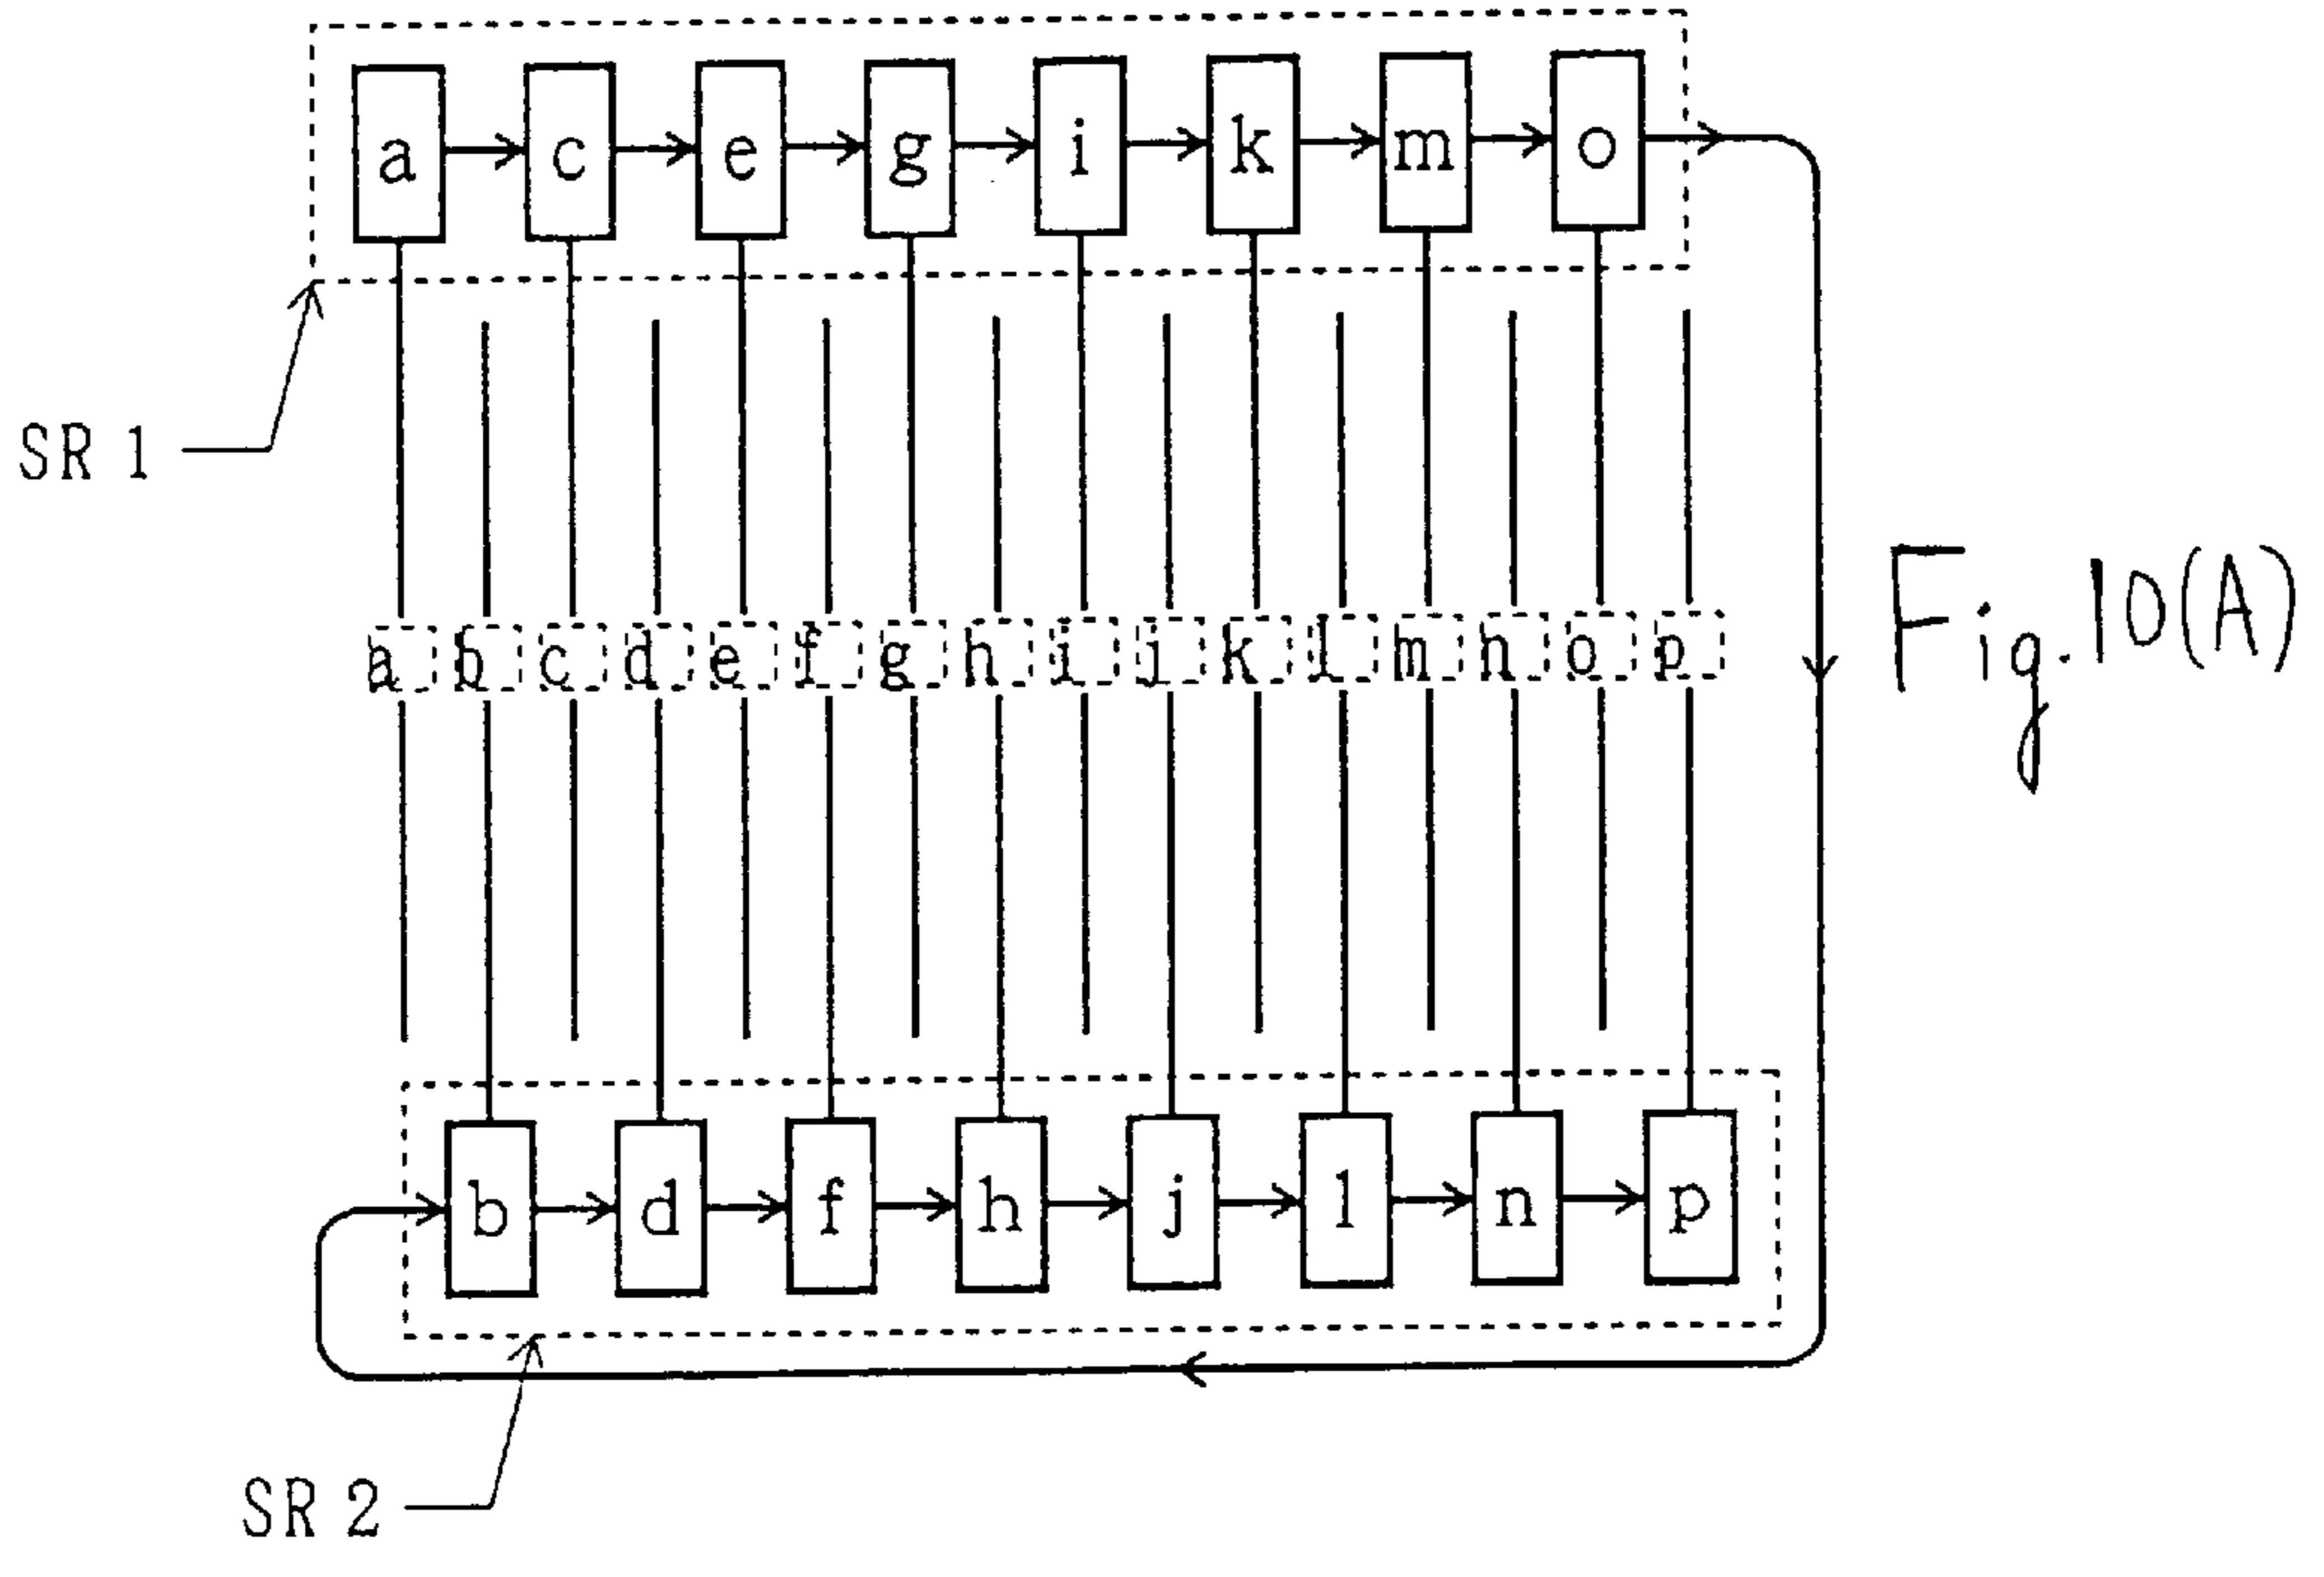 a c e g i k m o
SR 1
a b c d e f g h i j k l m n o p
Fig. 10(A)
b d f h j l n p
SR 2